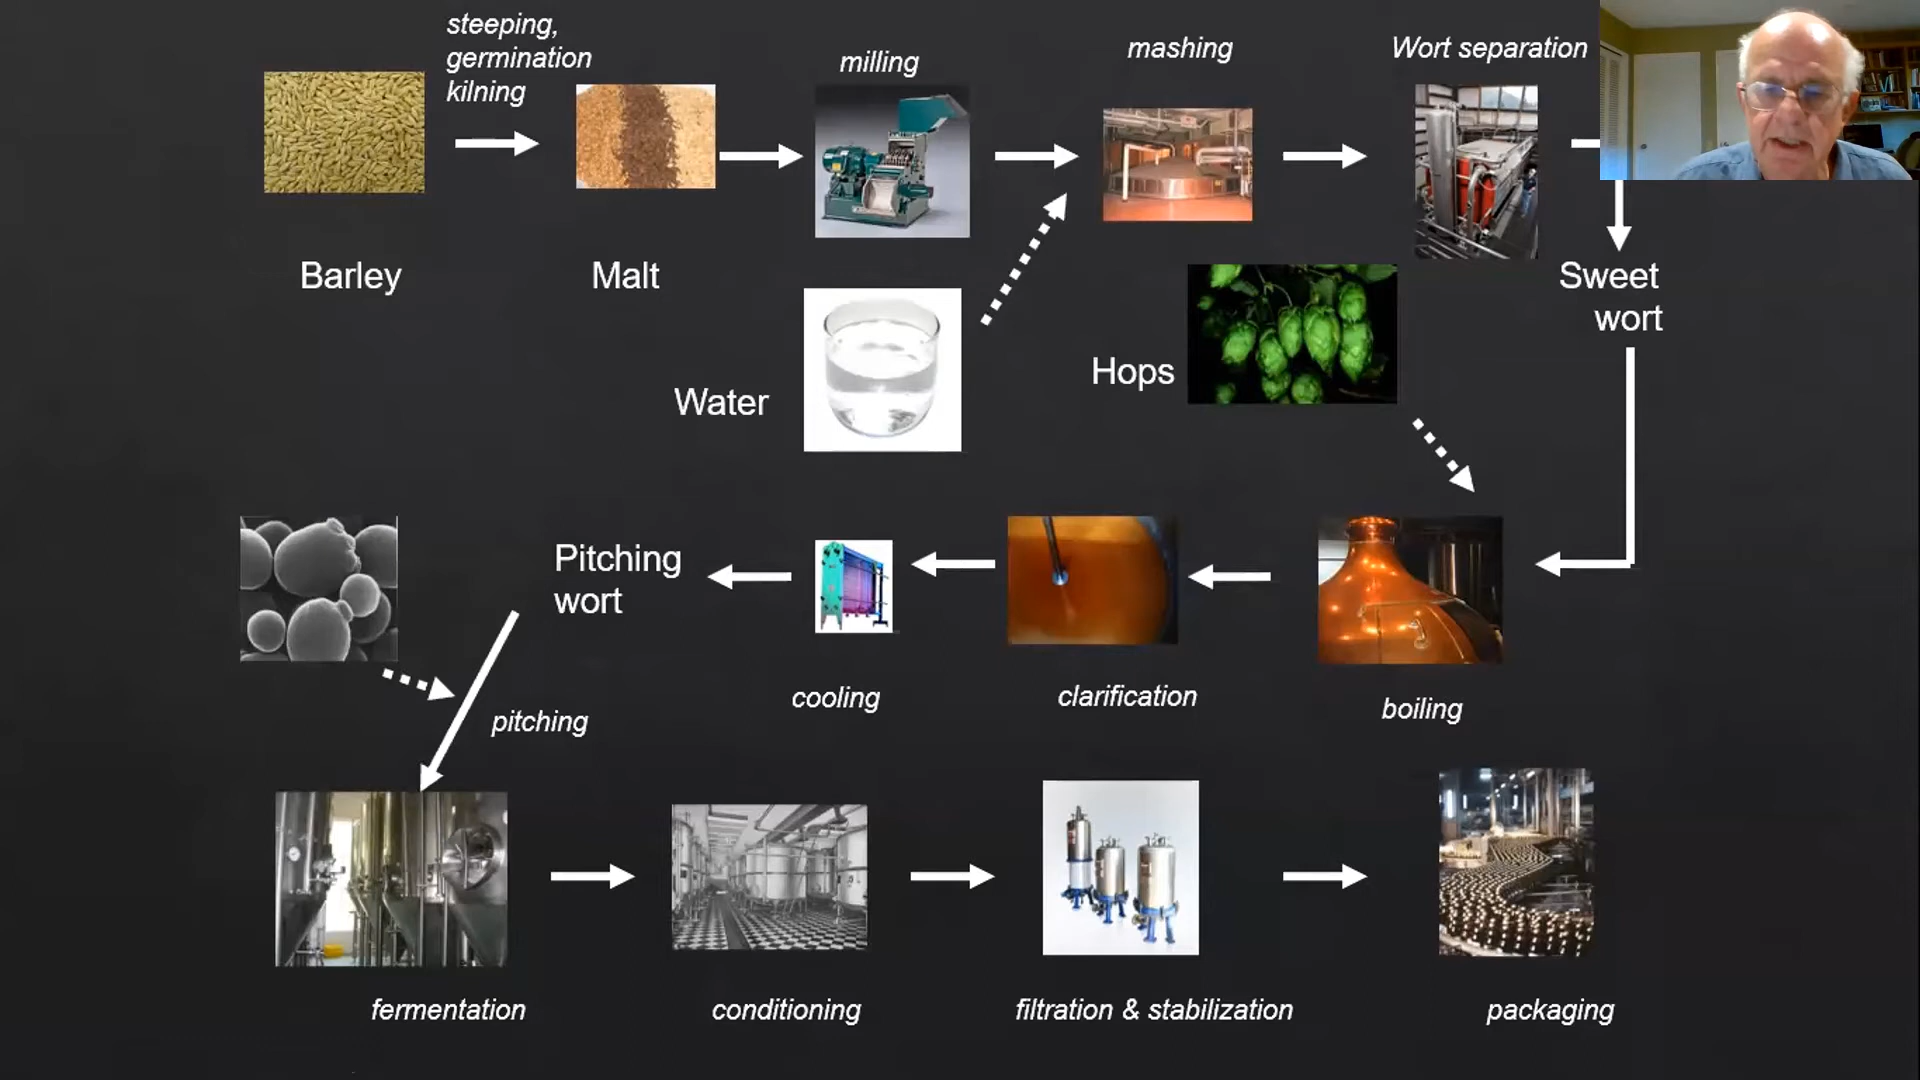 steeping,
germination
kilning
milling
mashing
Wort separation
Barley
Malt
Sweet
wort
Water
Hops
Pitching
wort
cooling
clarification
boiling
pitching
fermentation
conditioning
filtration & stabilization
packaging